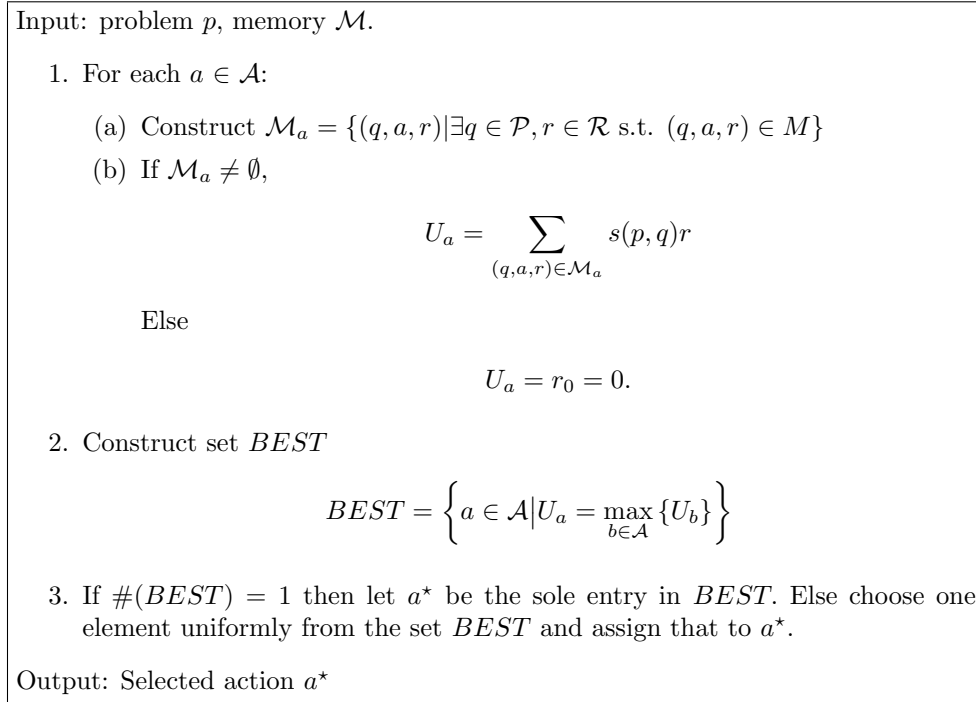 Input: problem p, memory ℳ.
1. For each a ∈ 𝒜:
(a) Construct ℳ_a = {(q, a, r)|∃q ∈ 𝒫, r ∈ ℛ s.t. (q, a, r) ∈ M}
(b) If ℳ_a ≠ ∅,
U_a = ∑_{(q,a,r)∈ℳ_a} s(p, q)r
Else
U_a = r_0 = 0.
2. Construct set BEST
BEST = {a ∈ 𝒜|U_a = max_{b∈𝒜} {U_b}}
3. If #(BEST) = 1 then let a^⋆ be the sole entry in BEST. Else choose one
element uniformly from the set BEST and assign that to a^⋆.
Output: Selected action a^⋆